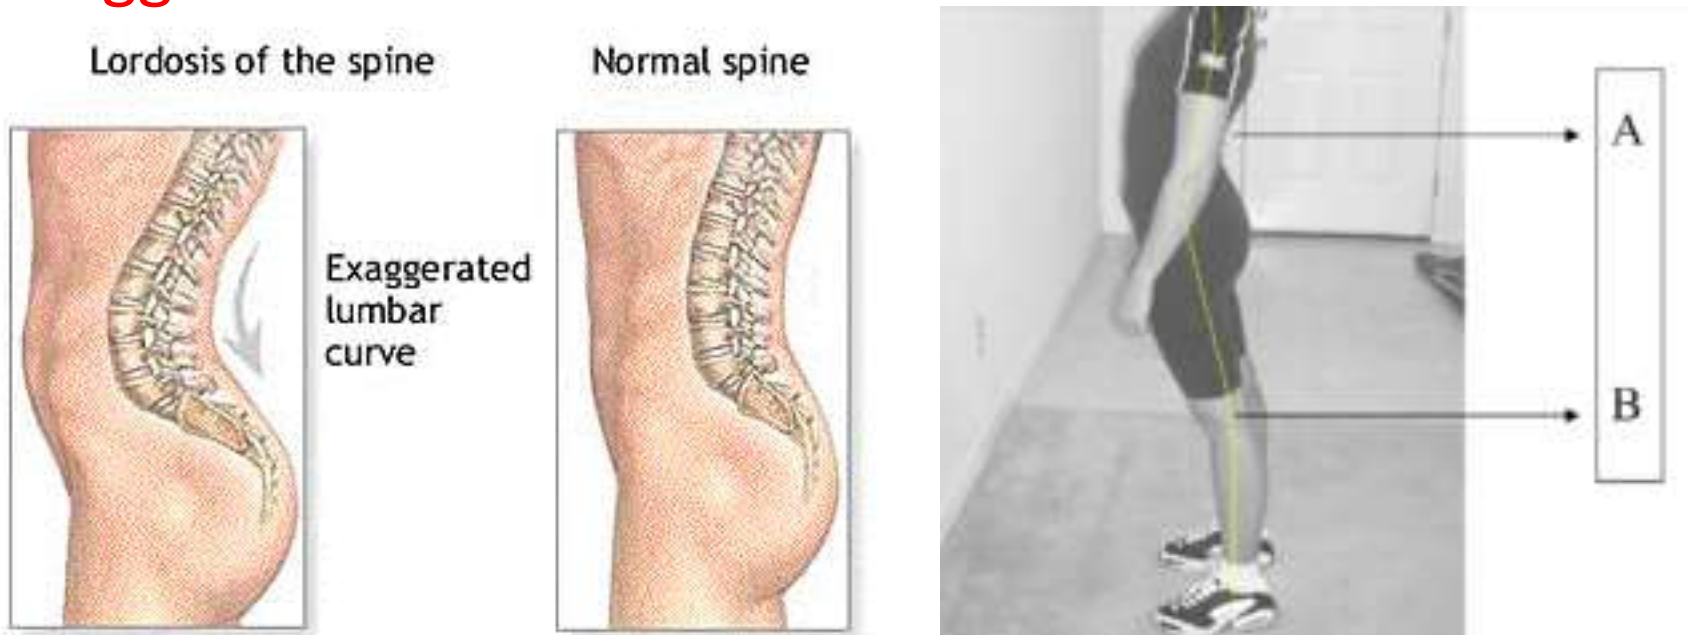 Lordosis of the spine
Normal spine
Exaggerated
lumbar
curve
A
B